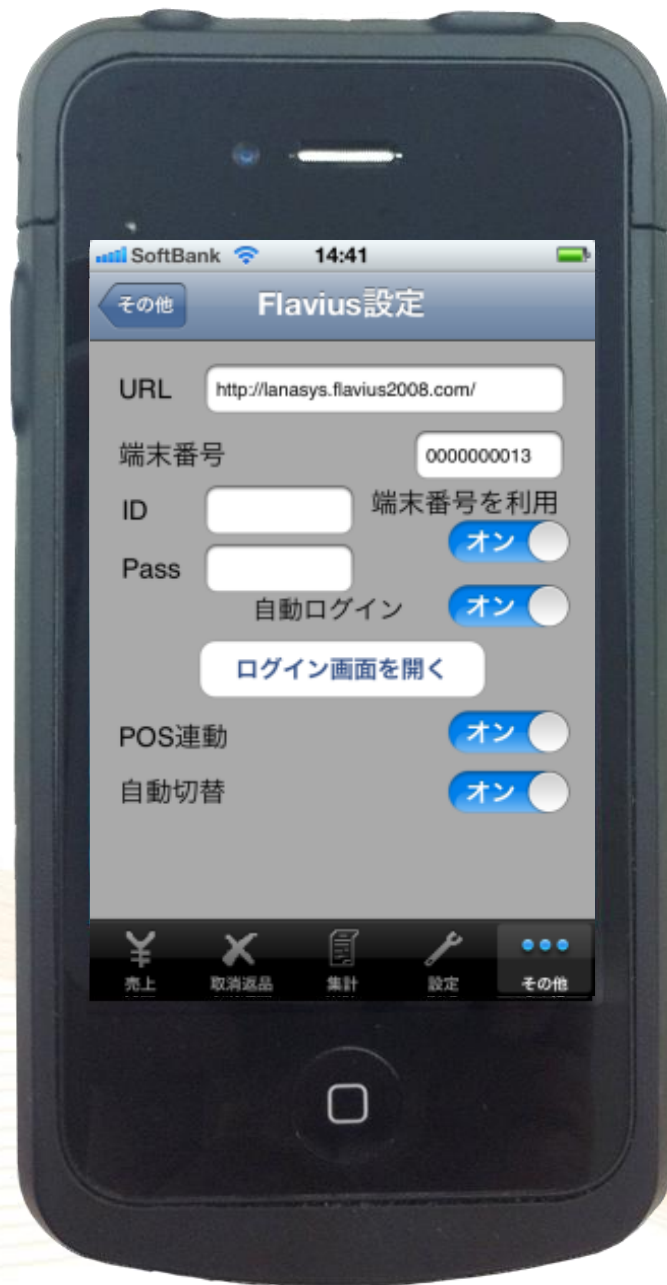 SoftBank 14:41
その他 Flavius設定
URL http://lanasys.flavius2008.com/
端末番号 0000000013
ID 端末番号を利用
オン
Pass
自動ログイン オン
ログイン画面を開く
POS連動 オン
自動切替 オン
売上 取消返品 集計 設定 その他